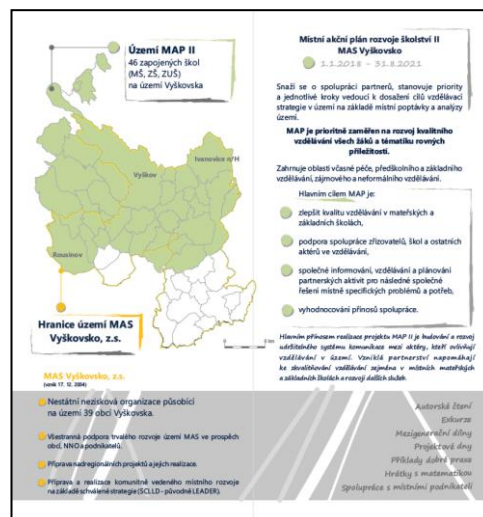 Území MAP II
46 zapojených škol
(MŠ, ZŠ, ZUŠ)
na území Vyškovska
Ivanovice n/H
Vyškov
Rousínov
Hranice území MAS
Vyškovsko, z.s.
MAS Vyškovsko, z.s.
(vznik 17. 12. 2004)
Nestátní nezisková organizace působící
na území 39 obcí Vyškovska.
Všestranná podpora trvalého rozvoje území MAS ve prospěch
obcí, NNO a podnikatelů.
Příprava nadregionálních projektů a jejich realizace.
Příprava a realizace komunitně vedeného místního rozvoje
na základě schválené strategie (SCLLD - původně LEADER).
Místní akční plán rozvoje školství II
MAS Vyškovsko
1.1.2018 – 31.8.2021
Snaží se o spolupráci partnerů, stanovuje priority
a jednotlivé kroky vedoucí k dosažení cílů vzdělávací
strategie v území na základě místní poptávky a analýzy
území.
MAP je prioritně zaměřen na rozvoj kvalitního
vzdělávání všech žáků a tématiku rovných
příležitostí.
Zahrnuje oblasti včasné péče, předškolního a základního
vzdělávání, zájmového a neformálního vzdělávání.
Hlavním cílem MAP je:
zlepšit kvalitu vzdělávání v mateřských a
základních školách,
podpora spolupráce zřizovatelů, škol a ostatních
aktérů ve vzdělávání,
společné informování, vzdělávání a plánování
partnerských aktivit pro následné společné
řešení místně specifických problémů a potřeb,
vyhodnocování přínosů spolupráce.
Hlavním přínosem realizace projektu MAP II je budování a rozvoj
udržitelného systému komunikace mezi aktéry, kteří ovlivňují
vzdělávání v území. Vzniklá partnerství napomáhají
ke zkvalitňování vzdělávání zejména v místních mateřských
a základních školách a rozvoji dalších služeb.
Autorské čtení
Exkurze
Mezigenerační dílny
Projektové dny
Příklady dobré praxe
Hrátky s matematikou
Spolupráce s místními podnikateli